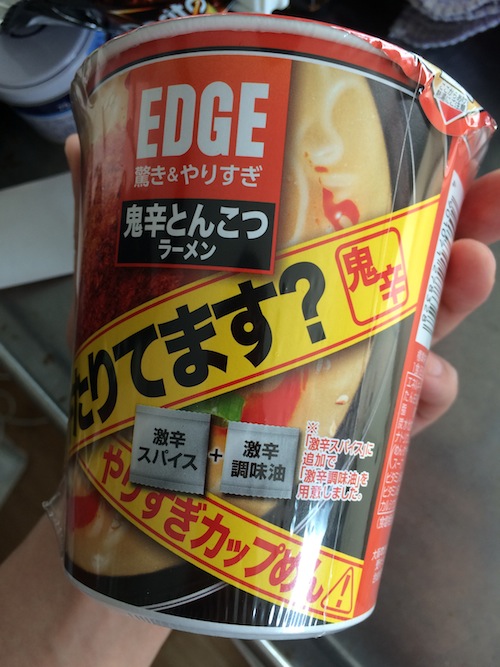 EDGE
驚き&やりすぎ
鬼辛とんこつ
ラーメン
鬼辛
たりてます?
激辛
スパイス
+
激辛
調味油
※
「激辛スパイス」に
追加で
「激辛調味油」を
用意しました。
やりすぎカップめん